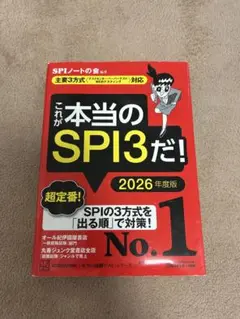 SPIノートの会 編著
主要3方式
対応
これが
本当の
SPI3だ!
2026年度版
超定番!
SPIの3方式を
「出る順」で対策!
オール紀伊國屋書店
丸善ジュンク堂書店全店
No.1